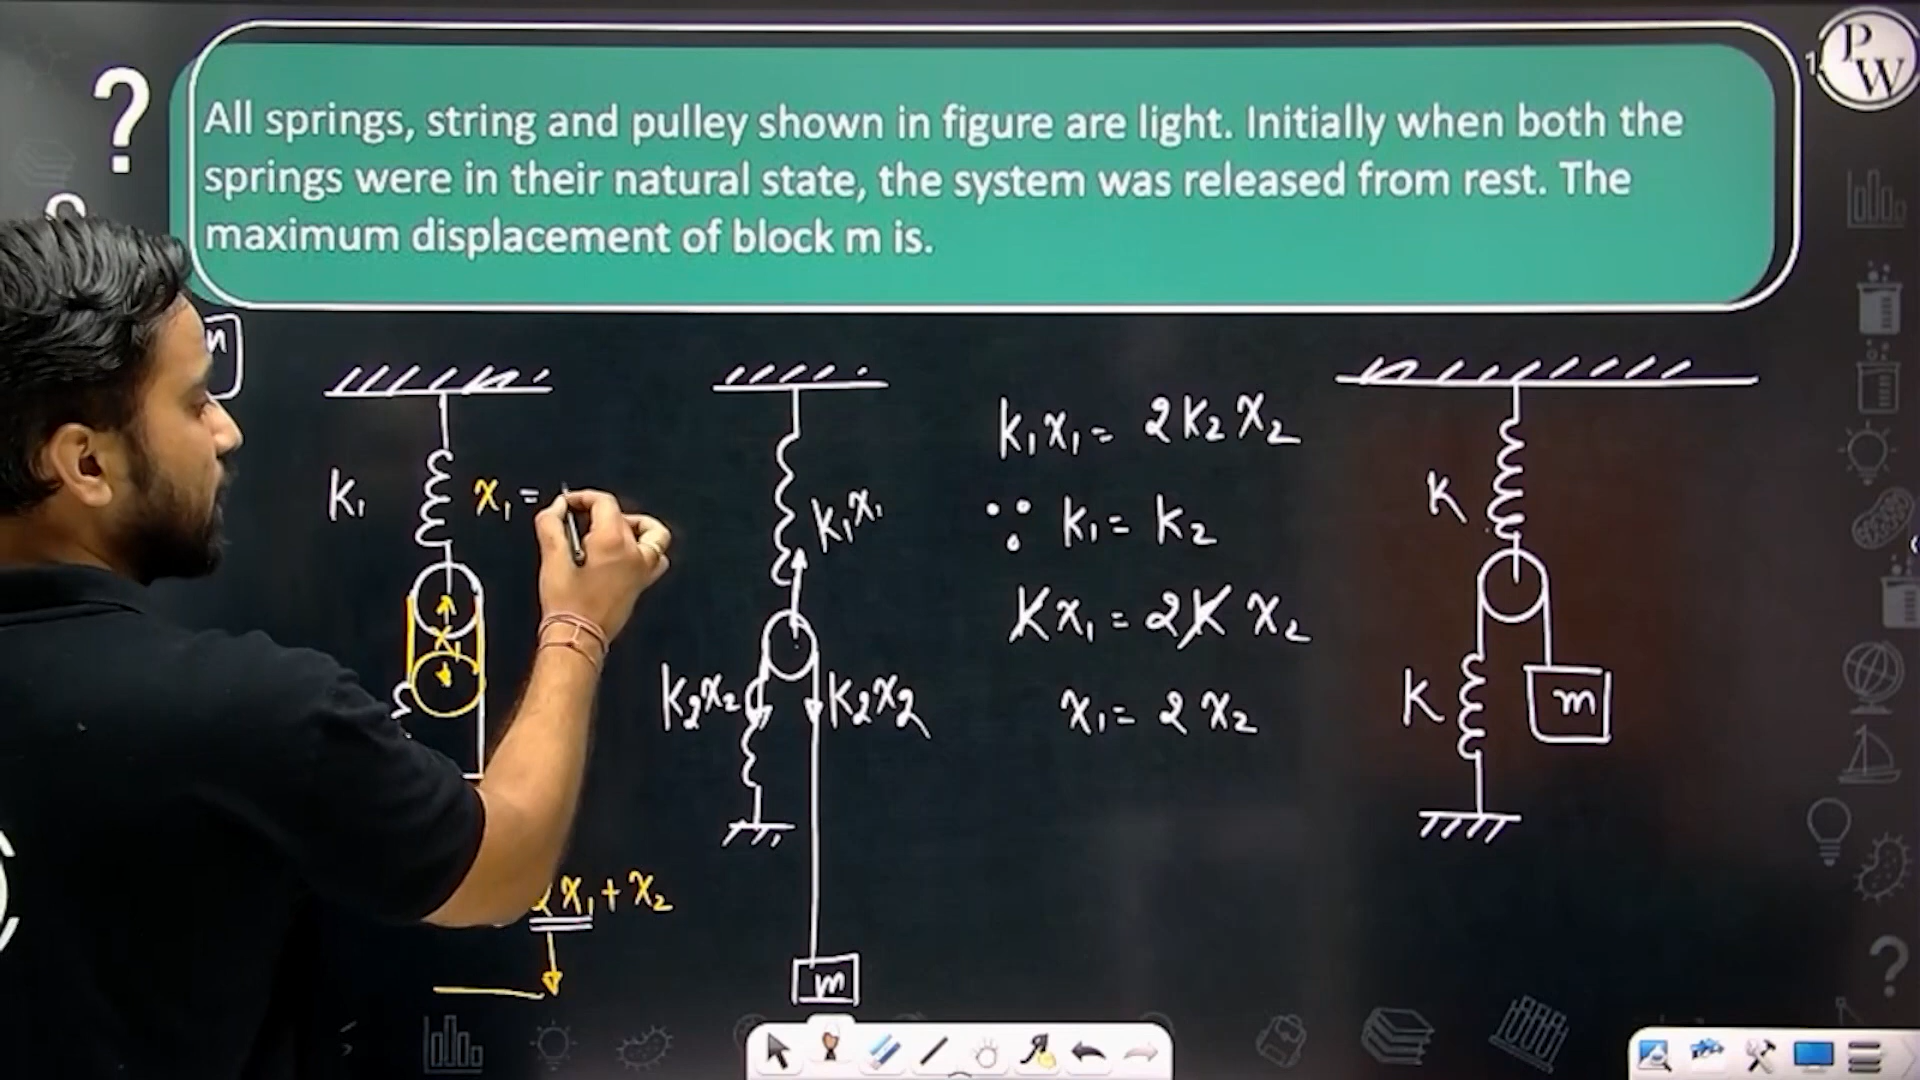 All springs, string and pulley shown in figure are light. Initially when both the
springs were in their natural state, the system was released from rest. The
maximum displacement of block m is.
P
W
K₁
x₁ =
x₁
2x₁ + x₂
K₁x₁
K₂x₂
K₂x₂
m
K₁x₁ = 2K₂x₂
∵ K₁ = K₂
Kx₁ = 2Kx₂
x₁ = 2x₂
K
K
m